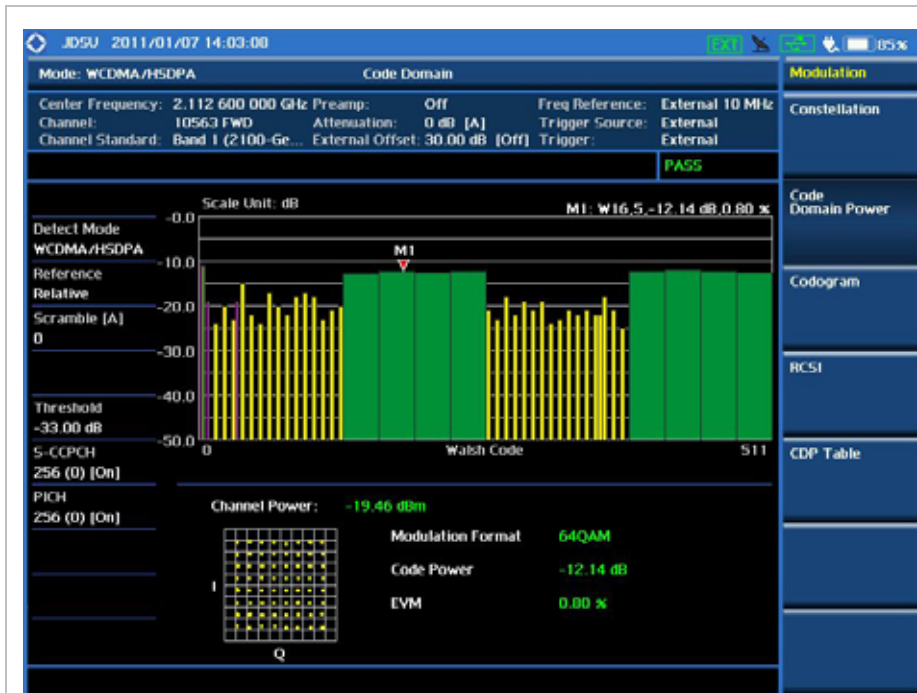 JDSU 2011/01/07 14:03:00 EXT 85%
Mode: WCDMA/HSDPA Code Domain
Modulation
Center Frequency: 2.112 600 000 GHz Preamp: Off Freq Reference: External 10 MHz
Channel: 10563 FWD Attenuation: 0 dB [A] Trigger Source: External
Channel Standard: Band 1 (2100-Ge... External Offset: 30.00 dB [Off] Trigger: External
PASS
Constellation
Code
Domain Power
Codogram
RCSI
CDP Table
Detect Mode
WCDMA/HSDPA
Reference
Relative
Scramble [A]
0
Threshold
-33.00 dB
S-CCPCH
256 (0) [On]
PICH
256 (0) [On]
Scale Unit: dB
M1: W16,5,-12.14 dB,0.80 %
M1
-0.0
-10.0
-20.0
-30.0
-40.0
-50.0
0 Walsh Code 511
Channel Power: -19.46 dBm
Modulation Format 64QAM
Code Power -12.14 dB
EVM 0.80 %
I
Q